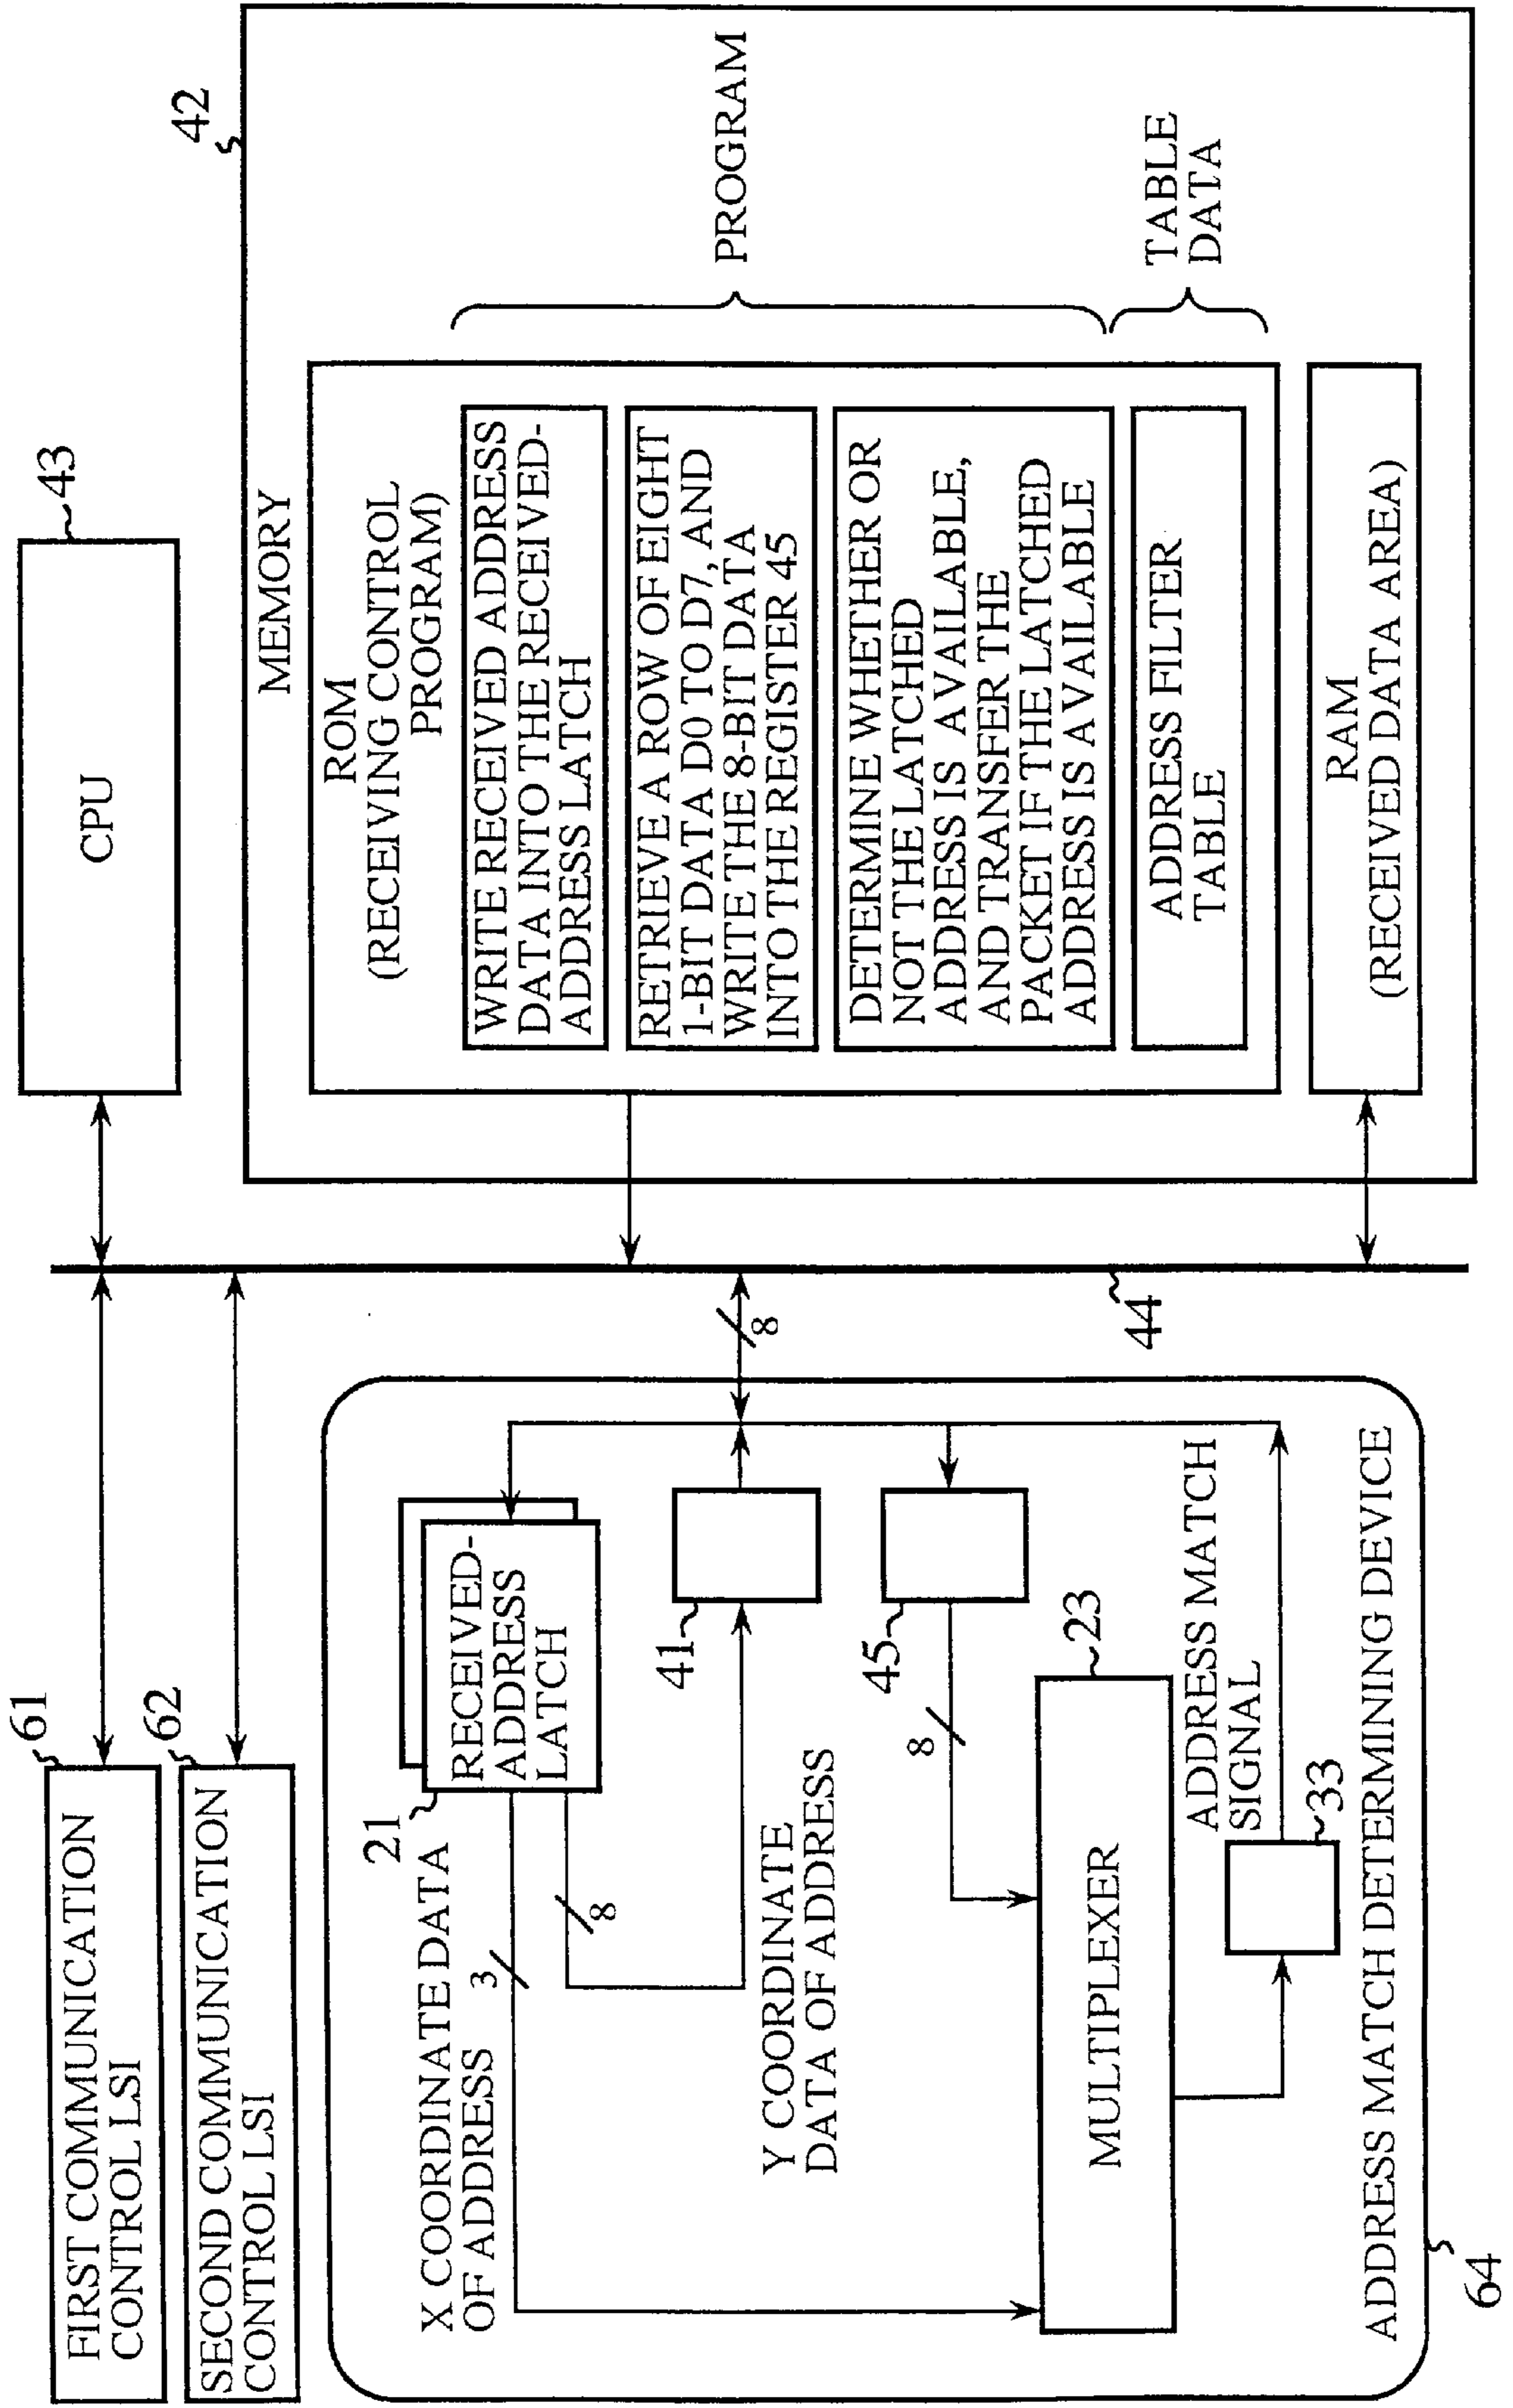 FIRST COMMUNICATION
CONTROL LSI
61
SECOND COMMUNICATION
CONTROL LSI
62
CPU
43
42
MEMORY
ROM
(RECEIVING CONTROL
PROGRAM)
WRITE RECEIVED ADDRESS
DATA INTO THE RECEIVED-
ADDRESS LATCH
RETRIEVE A ROW OF EIGHT
1-BIT DATA D0 TO D7, AND
WRITE THE 8-BIT DATA
INTO THE REGISTER 45
DETERMINE WHETHER OR
NOT THE LATCHED
ADDRESS IS AVAILABLE,
AND TRANSFER THE
PACKET IF THE LATCHED
ADDRESS IS AVAILABLE
ADDRESS FILTER
TABLE
PROGRAM
TABLE
DATA
RAM
(RECEIVED DATA AREA)
44
8
21
RECEIVED-
ADDRESS
LATCH
X COORDINATE DATA
OF ADDRESS
3
8
41
Y COORDINATE
DATA OF ADDRESS
45
8
MULTIPLEXER
23
ADDRESS MATCH
SIGNAL
33
ADDRESS MATCH DETERMINING DEVICE
64